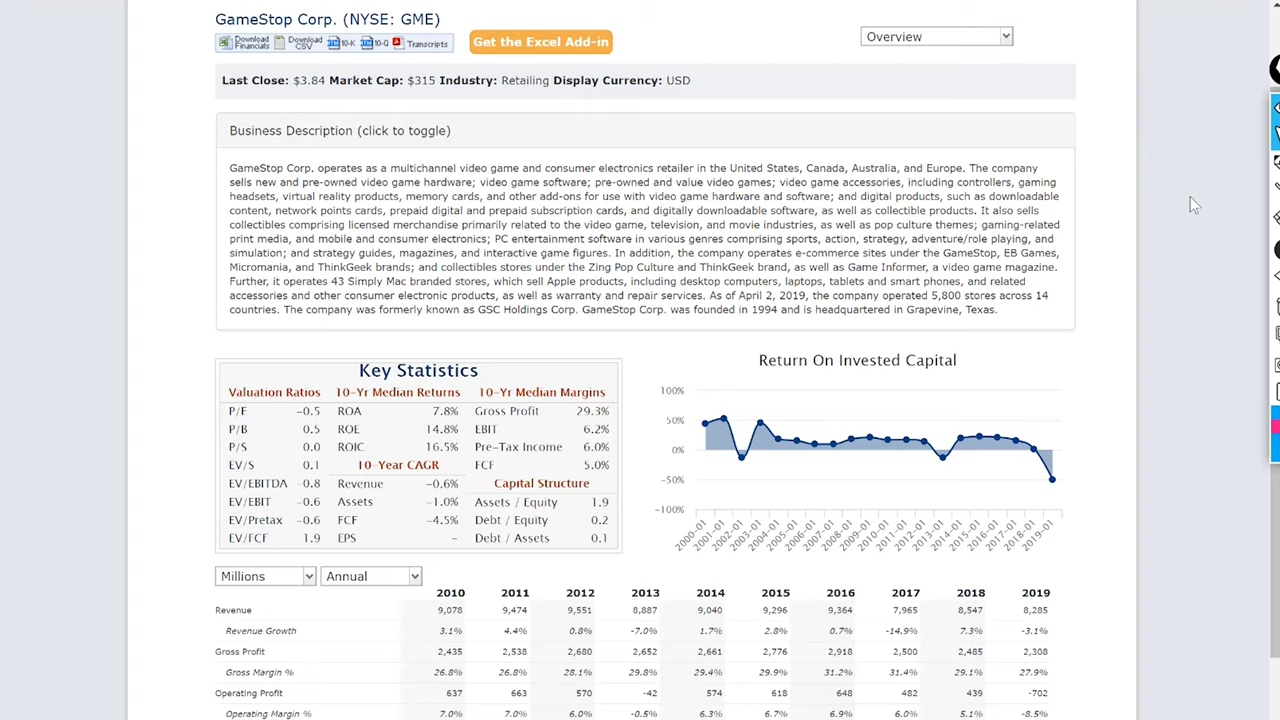 GameStop Corp. (NYSE: GME)
Download Financials Download CSV 10-K 10-Q Transcripts
Get the Excel Add-in
Overview
Last Close: $3.84 Market Cap: $315 Industry: Retailing Display Currency: USD
Business Description (click to toggle)
GameStop Corp. operates as a multichannel video game and consumer electronics retailer in the United States, Canada, Australia, and Europe. The company
sells new and pre-owned video game hardware; video game software; pre-owned and value video games; video game accessories, including controllers, gaming
headsets, virtual reality products, memory cards, and other add-ons for use with video game hardware and software; and digital products, such as downloadable
content, network points cards, prepaid digital and prepaid subscription cards, and digitally downloadable software, as well as collectible products. It also sells
collectibles comprising licensed merchandise primarily related to the video game, television, and movie industries, as well as pop culture themes; gaming-related
print media, and mobile and consumer electronics; PC entertainment software in various genres comprising sports, action, strategy, adventure/role playing, and
simulation; and strategy guides, magazines, and interactive game figures. In addition, the company operates e-commerce sites under the GameStop, EB Games,
Micromania, and ThinkGeek brands; and collectibles stores under the Zing Pop Culture and ThinkGeek brand, as well as Game Informer, a video game magazine.
Further, it operates 43 Simply Mac branded stores, which sell Apple products, including desktop computers, laptops, tablets and smart phones, and related
accessories and other consumer electronic products, as well as warranty and repair services. As of April 2, 2019, the company operated 5,800 stores across 14
countries. The company was formerly known as GSC Holdings Corp. GameStop Corp. was founded in 1994 and is headquartered in Grapevine, Texas.
Key Statistics
Valuation Ratios 10-Yr Median Returns 10-Yr Median Margins
P/E -0.5 ROA 7.8% Gross Profit 29.3%
P/B 0.5 ROE 14.8% EBIT 6.2%
P/S 0.0 ROIC 16.5% Pre-Tax Income 6.0%
EV/S 0.1 10-Year CAGR FCF 5.0%
EV/EBITDA -0.8 Revenue -0.6% Capital Structure
EV/EBIT -0.6 Assets -1.0% Assets / Equity 1.9
EV/Pretax -0.6 FCF -4.5% Debt / Equity 0.2
EV/FCF 1.9 EPS - Debt / Assets 0.1
Return On Invested Capital
100%
50%
0%
-50%
-100%
2000-01 2001-01 2002-01 2003-01 2004-01 2005-01 2006-01 2007-01 2008-01 2009-01 2010-01 2011-01 2012-01 2013-01 2014-01 2015-01 2016-01 2017-01 2018-01 2019-01
Millions Annual
2010 2011 2012 2013 2014 2015 2016 2017 2018 2019
Revenue 9,078 9,474 9,551 8,887 9,040 9,296 9,364 7,965 8,547 8,285
Revenue Growth 3.1% 4.4% 0.8% -7.0% 1.7% 2.8% 0.7% -14.9% 7.3% -3.1%
Gross Profit 2,435 2,538 2,680 2,652 2,661 2,776 2,918 2,500 2,485 2,308
Gross Margin % 26.8% 26.8% 28.1% 29.8% 29.4% 29.9% 31.2% 31.4% 29.1% 27.9%
Operating Profit 637 663 570 -42 574 618 648 482 439 -702
Operating Margin % 7.0% 7.0% 6.0% -0.5% 6.3% 6.7% 6.9% 6.0% 5.1% -8.5%